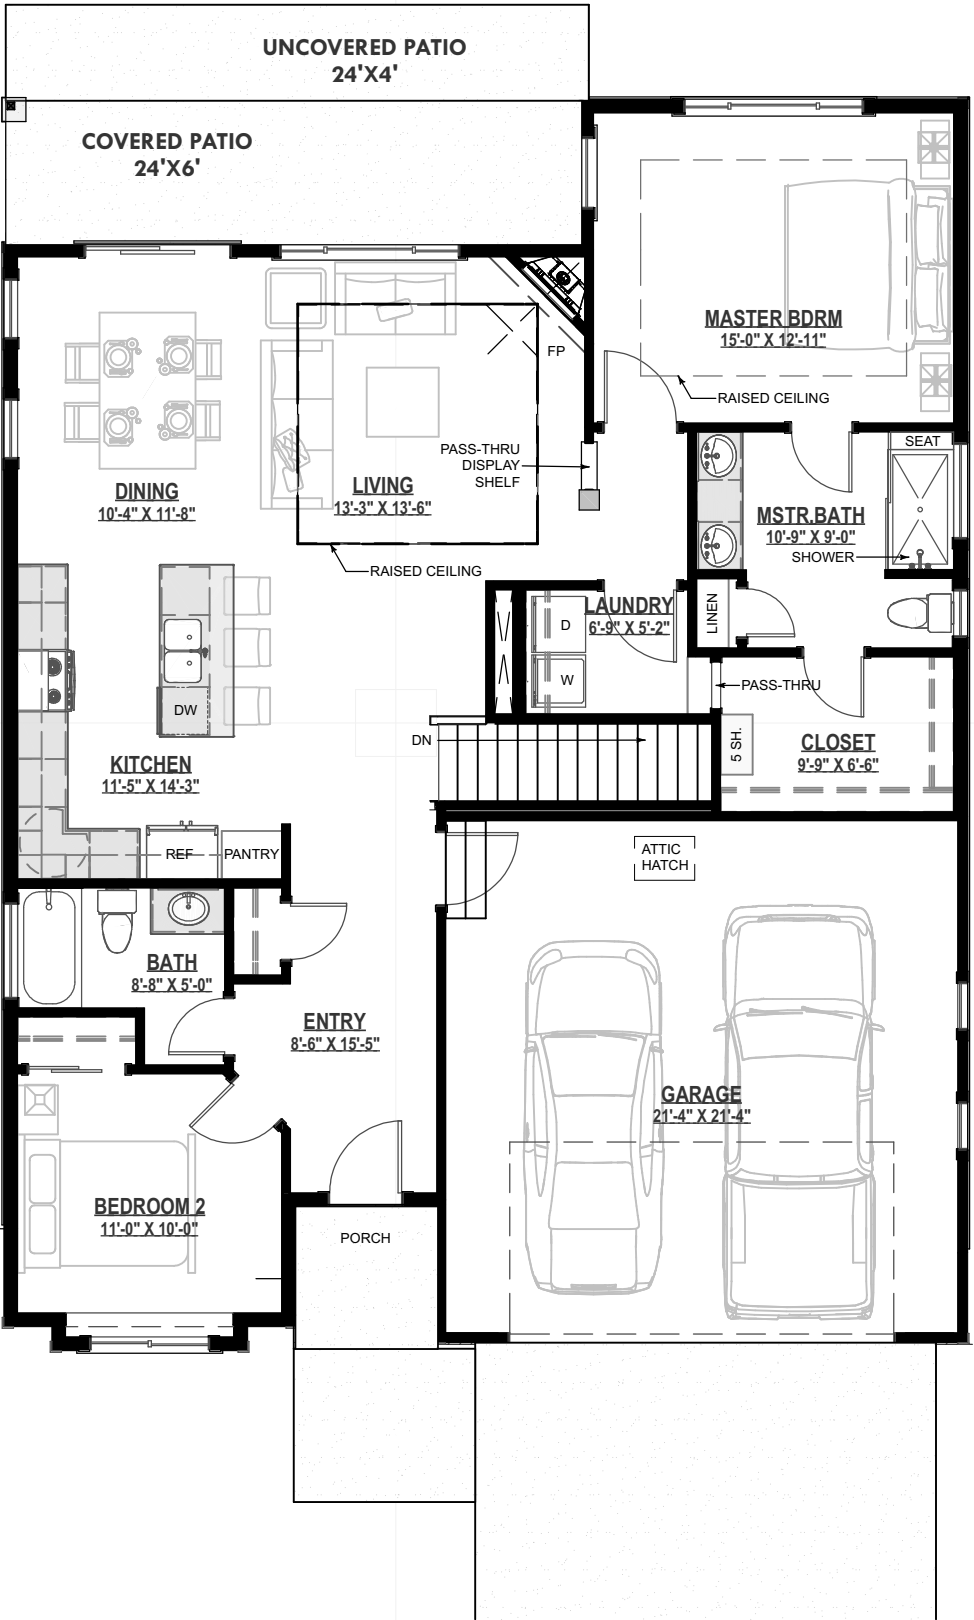 UNCOVERED PATIO
24'X4'
COVERED PATIO
24'X6'
MASTER BDRM
15'-0" X 12'-11"
RAISED CEILING
FP
PASS-THRU
DISPLAY
SHELF
LIVING
13'-3" X 13'-6"
RAISED CEILING
DINING
10'-4" X 11'-8"
SEAT
MSTR.BATH
10'-9" X 9'-0"
SHOWER
LINEN
LAUNDRY
6'-9" X 5'-2"
D
W
PASS-THRU
5 SH.
CLOSET
9'-9" X 6'-6"
DW
DN
KITCHEN
11'-5" X 14'-3"
REF
PANTRY
ATTIC
HATCH
BATH
8'-8" X 5'-0"
ENTRY
8'-6" X 15'-5"
GARAGE
21'-4" X 21'-4"
BEDROOM 2
11'-0" X 10'-0"
PORCH